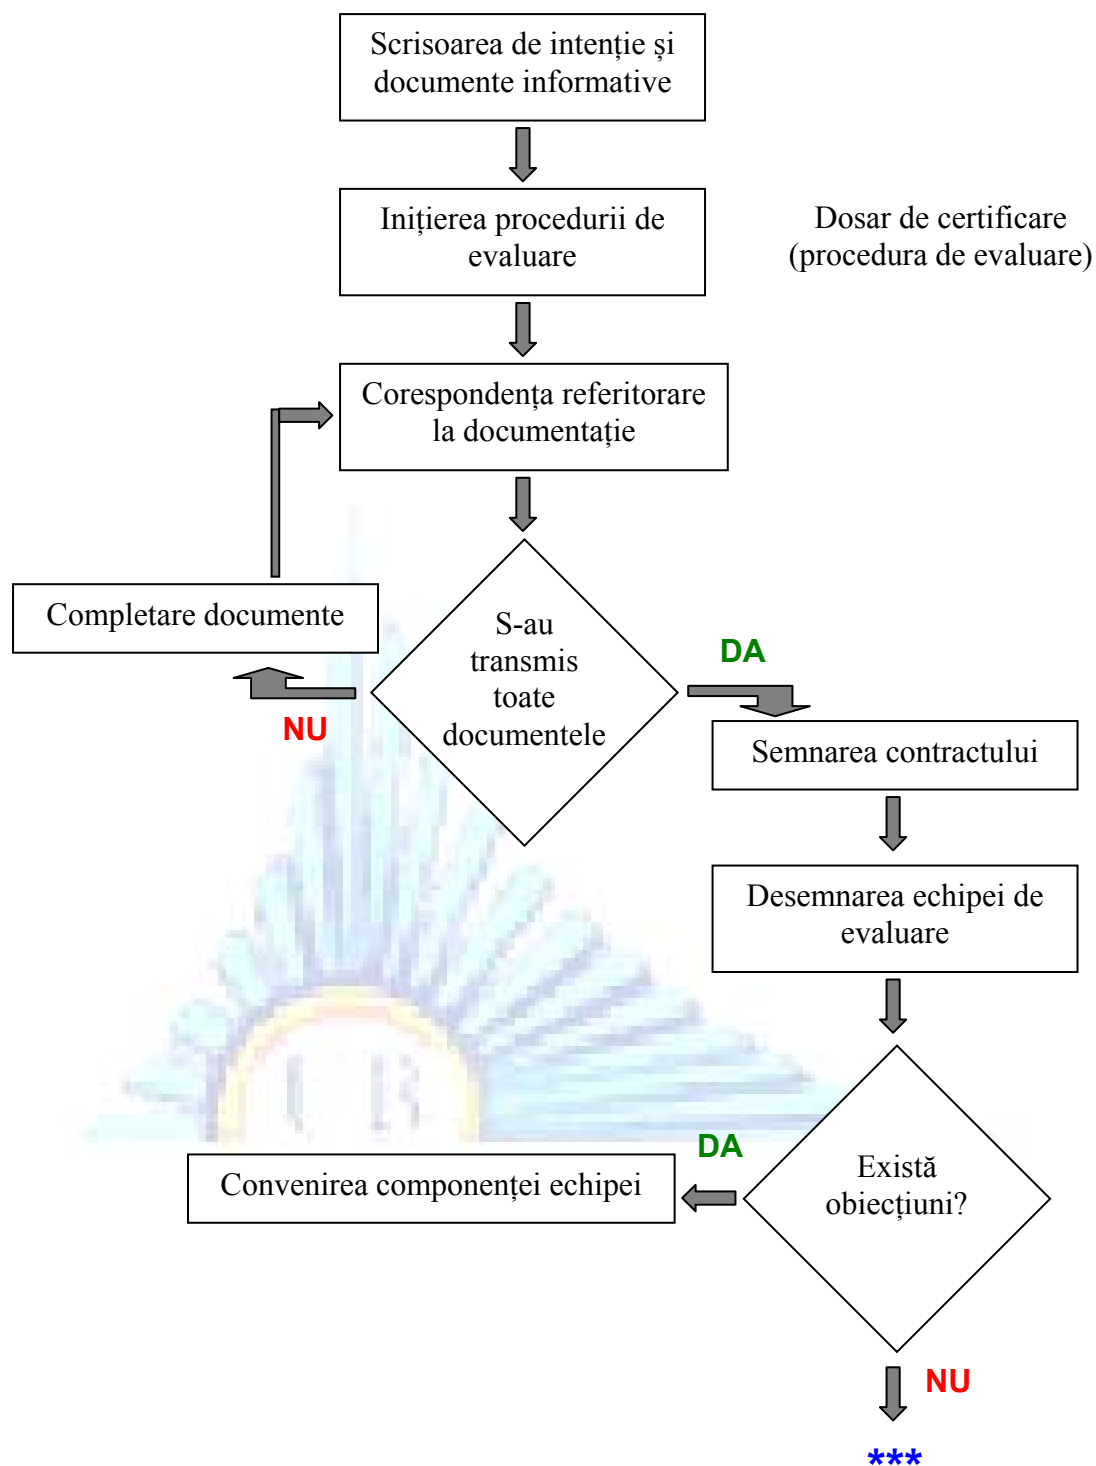 Scrisoarea de intenție și
documente informative
Inițierea procedurii de
evaluare
Dosar de certificare
(procedura de evaluare)
Corespondența referitorare
la documentație
Completare documente
S-au
transmis
toate
documentele
DA
NU
Semnarea contractului
Desemnarea echipei de
evaluare
DA
Convenirea componenței echipei
Există
obiecțiuni?
NU
***